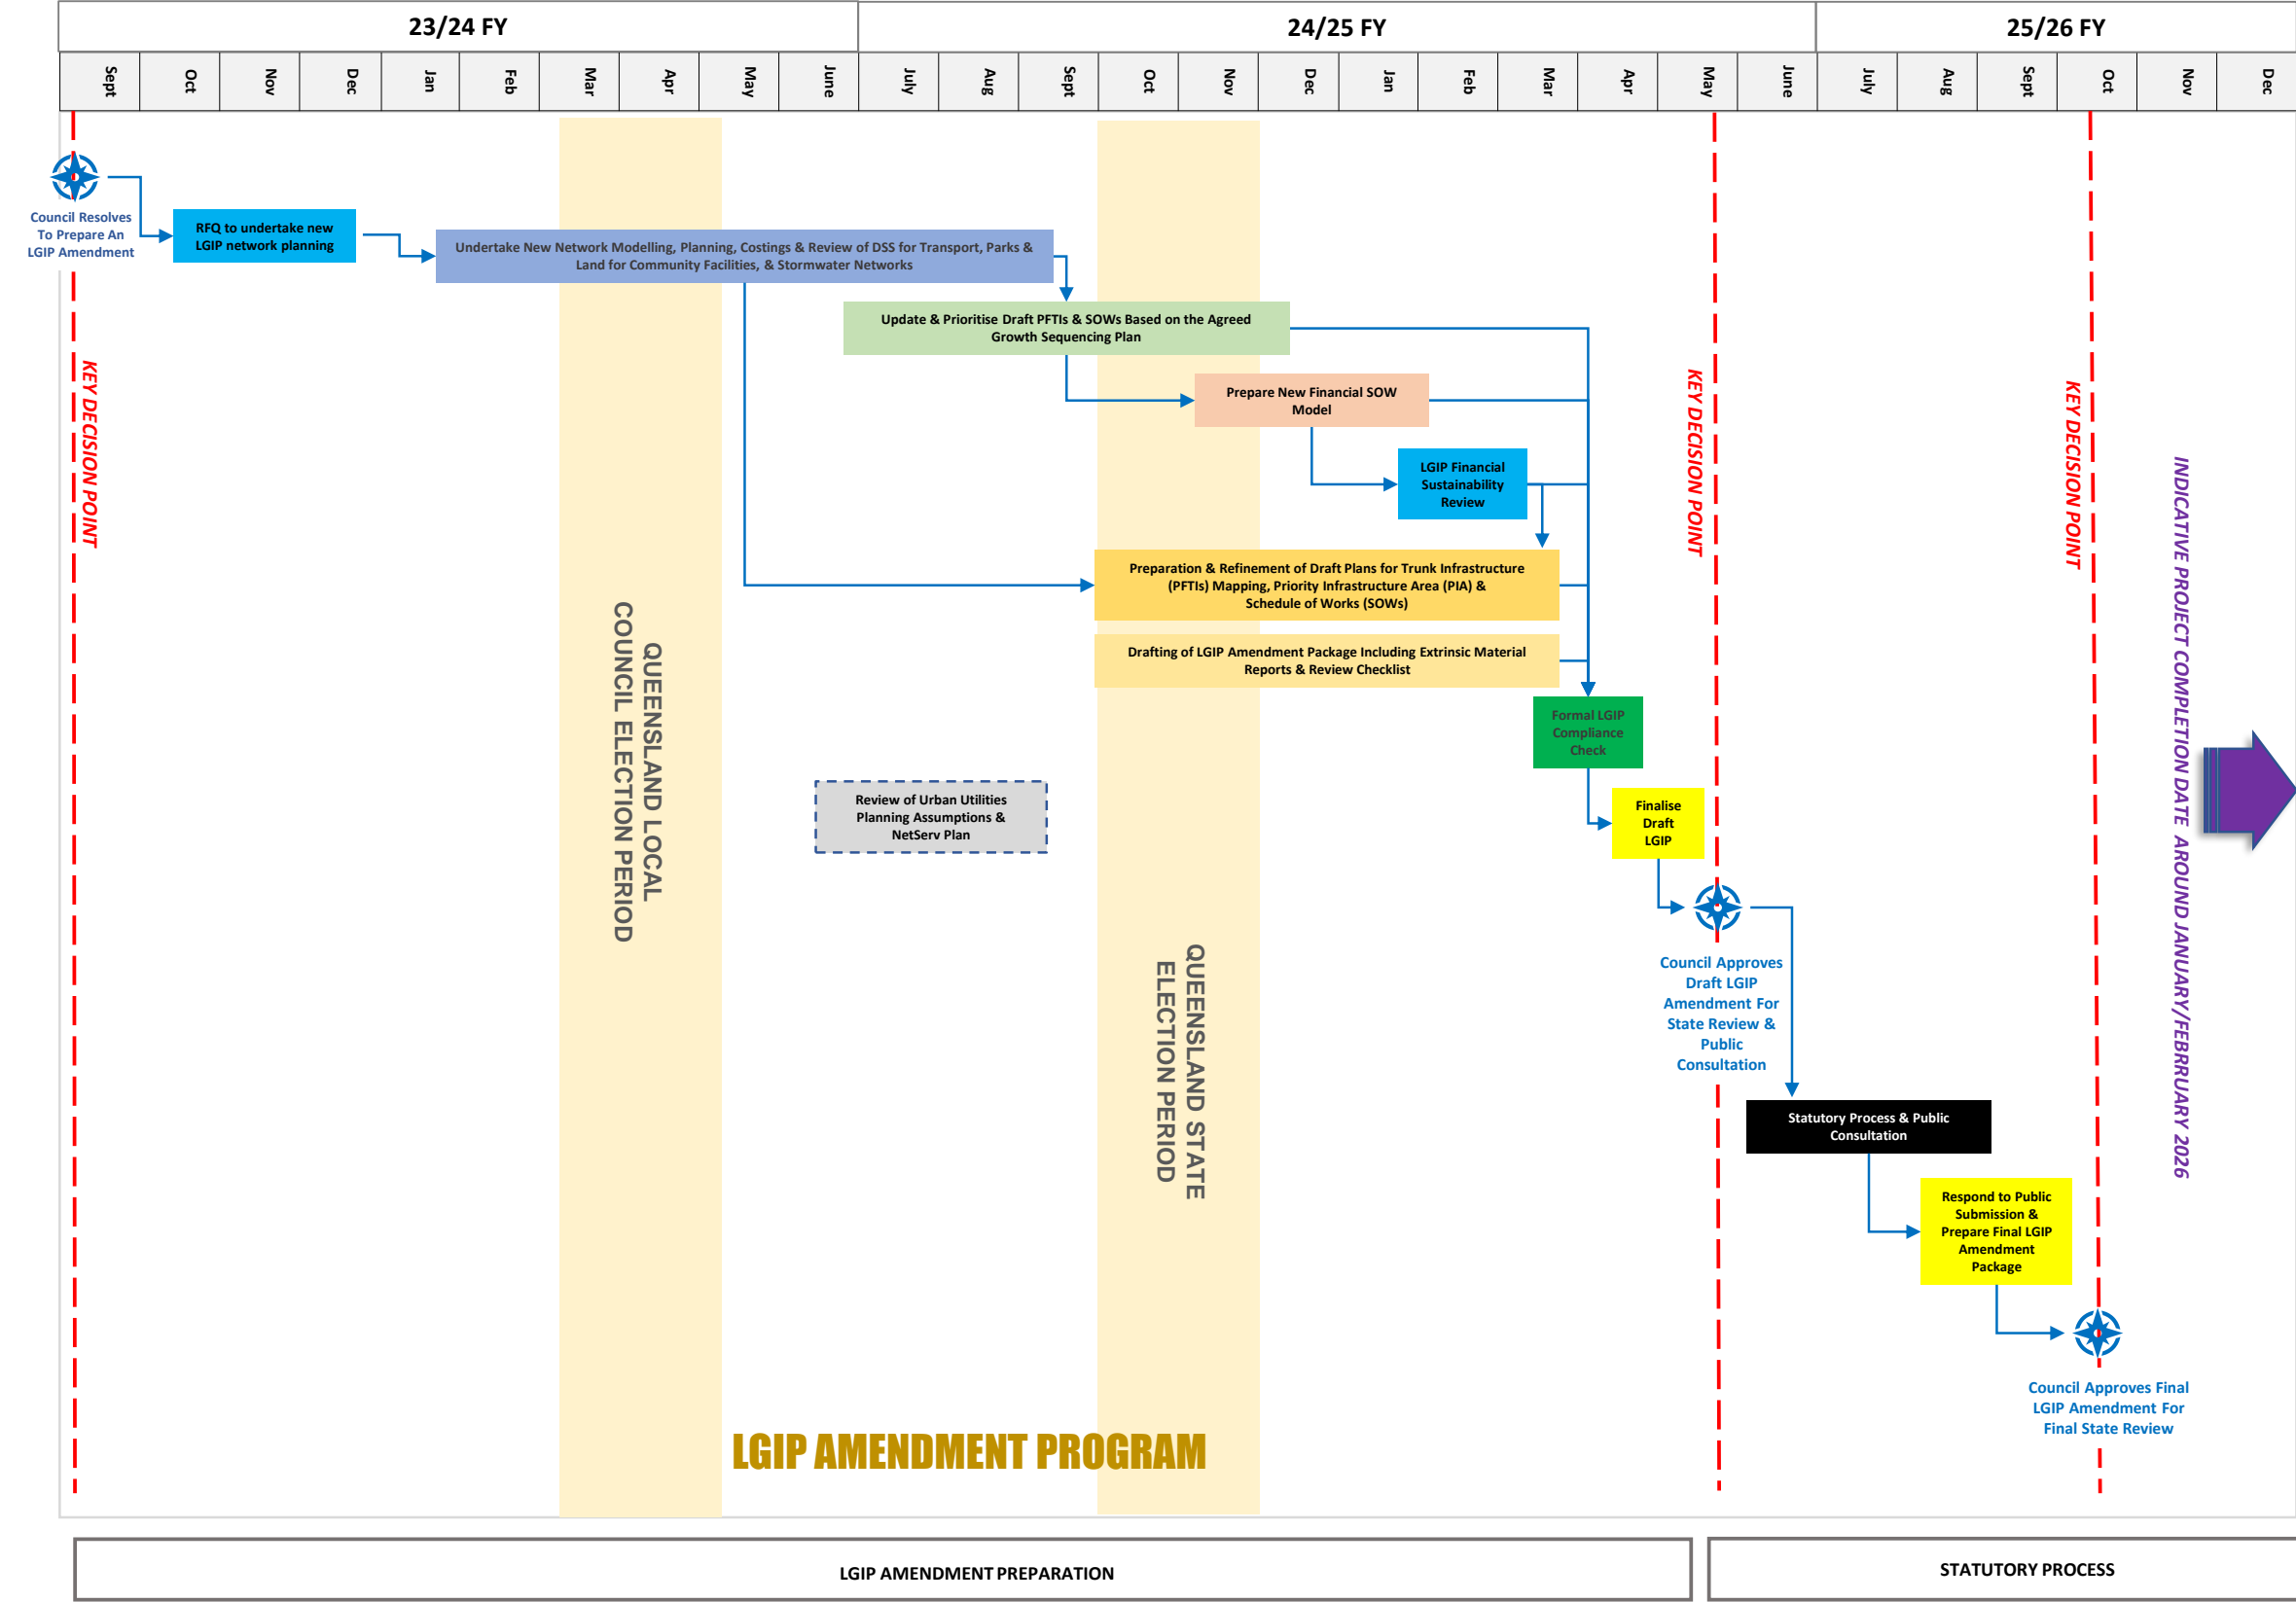 23/24 FY
24/25 FY
25/26 FY
Sept
Oct
Nov
Dec
Jan
Feb
Mar
Apr
May
June
July
Aug
Sept
Oct
Nov
Dec
Jan
Feb
Mar
Apr
May
June
July
Aug
Sept
Oct
Nov
Dec
Council Resolves
To Prepare An
LGIP Amendment
RFQ to undertake new
LGIP network planning
Undertake New Network Modelling, Planning, Costings & Review of DSS for Transport, Parks &
Land for Community Facilities, & Stormwater Networks
Update & Prioritise Draft PFTIs & SOWs Based on the Agreed
Growth Sequencing Plan
KEY DECISION POINT
Prepare New Financial SOW
Model
KEY DECISION POINT
KEY DECISION POINT
LGIP Financial
Sustainability
Review
INDICATIVE PROJECT COMPLETION DATE AROUND JANUARY/FEBRUARY 2026
Preparation & Refinement of Draft Plans for Trunk Infrastructure
(PFTIs) Mapping, Priority Infrastructure Area (PIA) &
Schedule of Works (SOWs)
QUEENSLAND LOCAL
COUNCIL ELECTION PERIOD
Drafting of LGIP Amendment Package Including Extrinsic Material
Reports & Review Checklist
Formal LGIP
Compliance
Check
Review of Urban Utilities
Planning Assumptions &
NetServ Plan
Finalise
Draft
LGIP
QUEENSLAND STATE
ELECTION PERIOD
Council Approves
Draft LGIP
Amendment For
State Review &
Public
Consultation
Statutory Process & Public
Consultation
Respond to Public
Submission &
Prepare Final LGIP
Amendment
Package
Council Approves Final
LGIP Amendment For
Final State Review
LGIP AMENDMENT PROGRAM
LGIP AMENDMENT PREPARATION
STATUTORY PROCESS